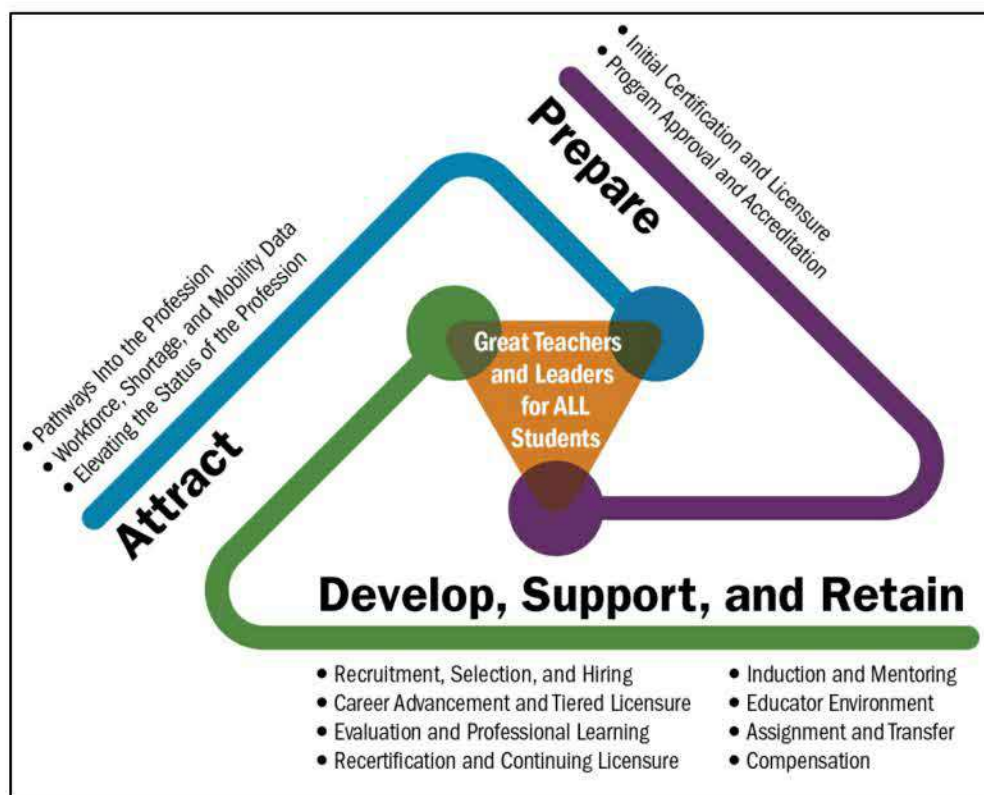 Attract
• Pathways Into the Profession
• Workforce, Shortage, and Mobility Data
• Elevating the Status of the Profession
Prepare
• Initial Certification and Licensure
• Program Approval and Accreditation
Great Teachers
and Leaders
for ALL
Students
Develop, Support, and Retain
• Recruitment, Selection, and Hiring
• Career Advancement and Tiered Licensure
• Evaluation and Professional Learning
• Recertification and Continuing Licensure
• Induction and Mentoring
• Educator Environment
• Assignment and Transfer
• Compensation